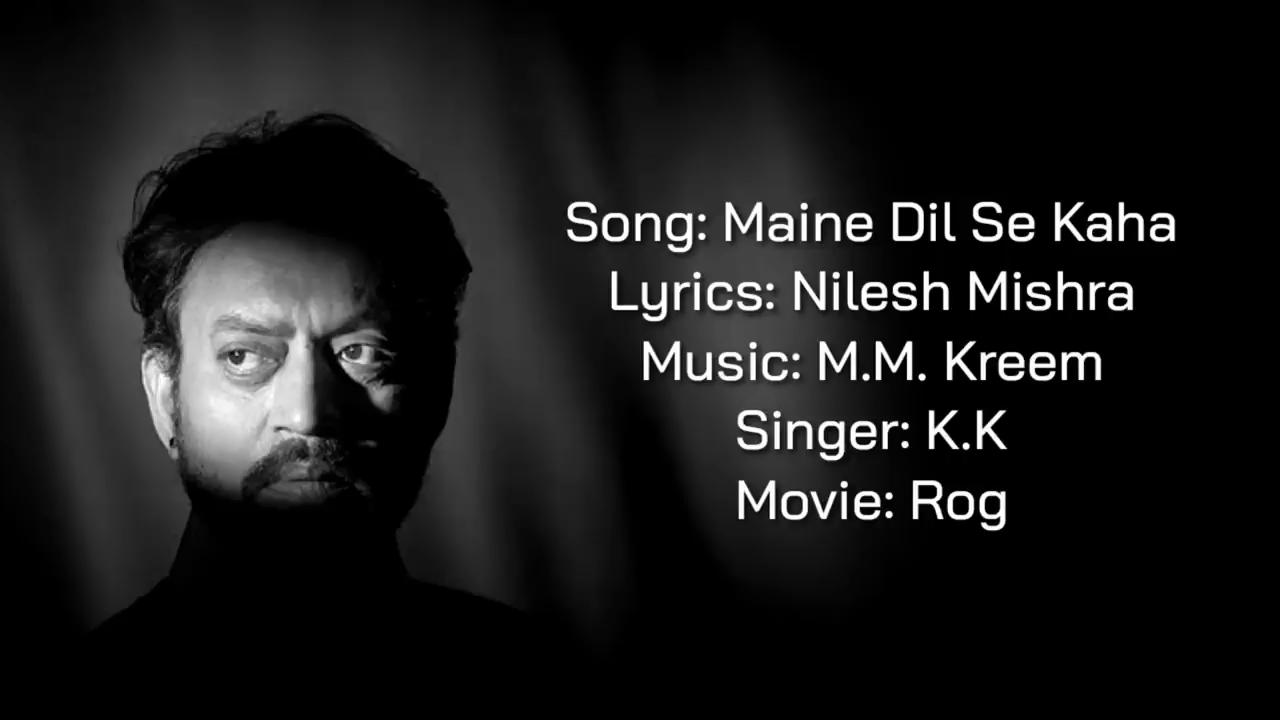 Song: Maine Dil Se Kaha
Lyrics: Nilesh Mishra
Music: M.M. Kreem
Singer: K.K
Movie: Rog